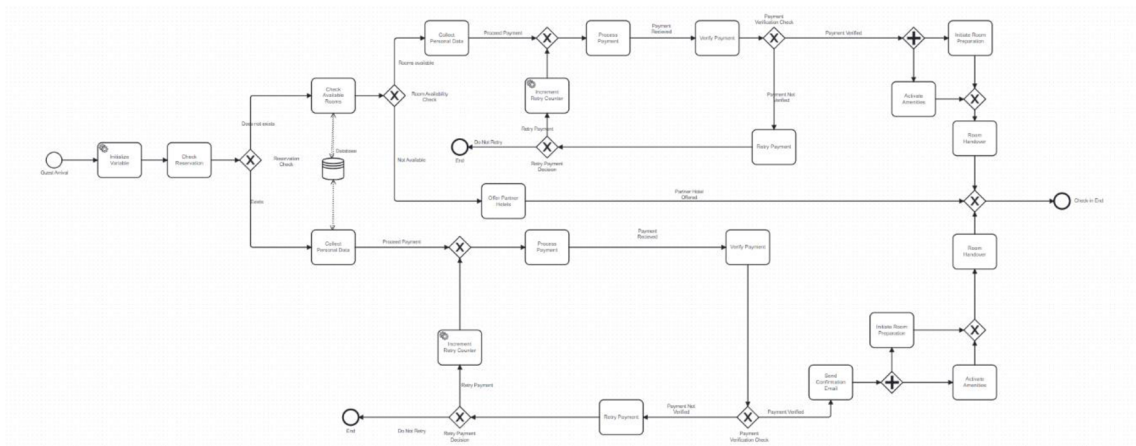 Guest Arrival
Initialize
Variable
Check
Reservation
Reservation
Check
Does not exist
Exists
Check
Available
Rooms
Database
Collect
Personal Data
Room Availability
Check
Rooms available
Not Available
Collect
Personal Data
Proceed Payment
Process
Payment
Payment
Recieved
Verify Payment
Payment
Verification Check
Payment Verified
Initiate Room
Preparation
Activate
Amenities
Room
Handover
Payment Not
Verified
Retry Payment
Retry Payment
Decision
Retry Payment
Increment
Retry Counter
Do Not Retry
End
Offer Partner
Hotels
Partner Hotel
Offered
Check-in End
Proceed Payment
Process
Payment
Payment
Recieved
Verify Payment
Room
Handover
Initiate Room
Preparation
Increment
Retry Counter
Retry Payment
Send
Confirmation
Email
Activate
Amenities
End
Do Not Retry
Retry Payment
Decision
Retry Payment
Payment Not
Verified
Payment
Verification Check
Payment Verified